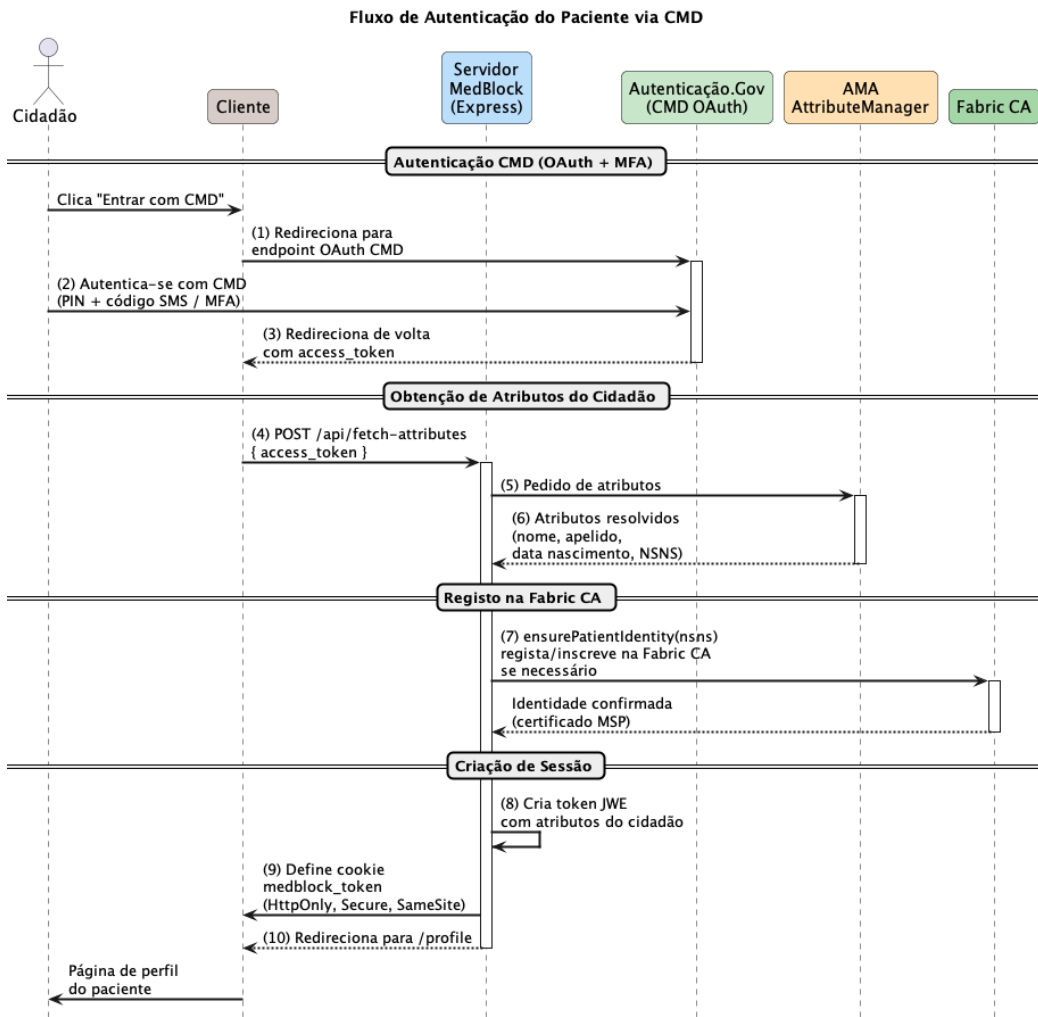 Fluxo de Autenticação do Paciente via CMD
Cidadão
Cliente
Servidor
MedBlock
(Express)
Autenticação.Gov
(CMD OAuth)
AMA
AttributeManager
Fabric CA
Autenticação CMD (OAuth + MFA)
Clica "Entrar com CMD"
(1) Redireciona para
endpoint OAuth CMD
(2) Autentica-se com CMD
(PIN + código SMS / MFA)
(3) Redireciona de volta
com access_token
Obtenção de Atributos do Cidadão
(4) POST /api/fetch-attributes
{ access_token }
(5) Pedido de atributos
(6) Atributos resolvidos
(nome, apelido,
data nascimento, NSNS)
Registo na Fabric CA
(7) ensurePatientIdentity(nsns)
regista/inscreve na Fabric CA
se necessário
Identidade confirmada
(certificado MSP)
Criação de Sessão
(8) Cria token JWE
com atributos do cidadão
(9) Define cookie
medblock_token
(HttpOnly, Secure, SameSite)
(10) Redireciona para /profile
Página de perfil
do paciente